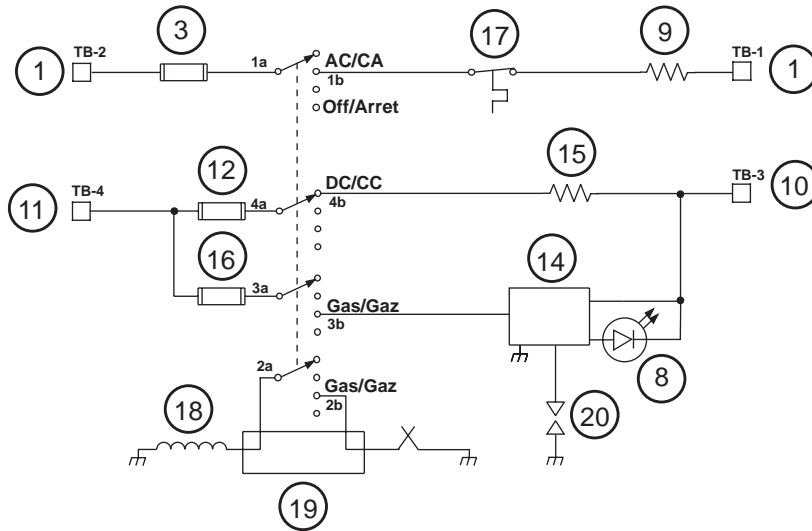 3
17
9
TB-2
AC/CA
TB-1
1
1a
1b
1
Off/Arret
12
DC/CC
15
TB-4
TB-3
11
4a
4b
10
16
14
3a
Gas/Gaz
3b
2a
8
Gas/Gaz
18
2b
20
19